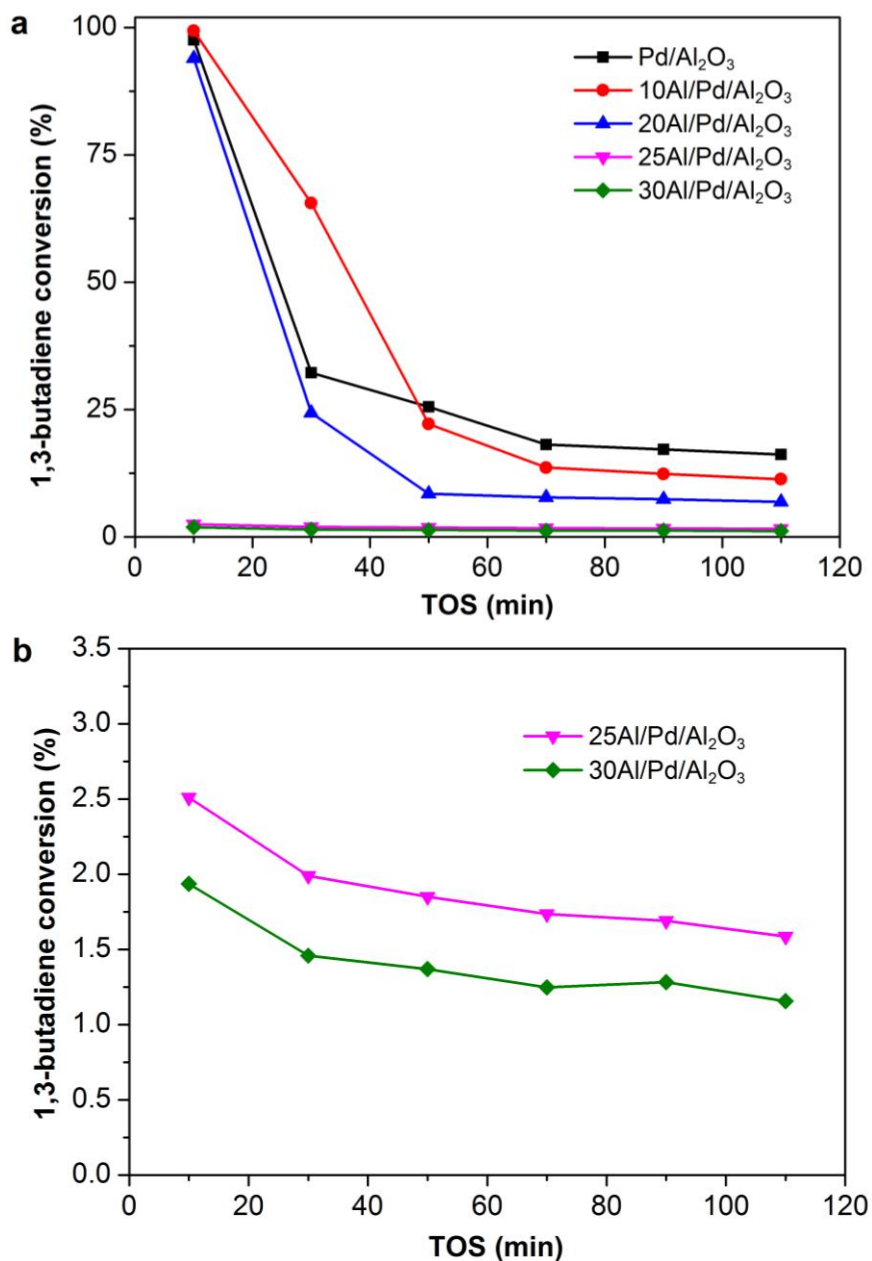 a
100
75
50
25
0
1,3-butadiene conversion (%)
Pd/Al₂O₃
10Al/Pd/Al₂O₃
20Al/Pd/Al₂O₃
25Al/Pd/Al₂O₃
30Al/Pd/Al₂O₃
0 20 40 60 80 100 120
TOS (min)
b
3.5
3.0
2.5
2.0
1.5
1.0
0.5
0.0
1,3-butadiene conversion (%)
25Al/Pd/Al₂O₃
30Al/Pd/Al₂O₃
0 20 40 60 80 100 120
TOS (min)